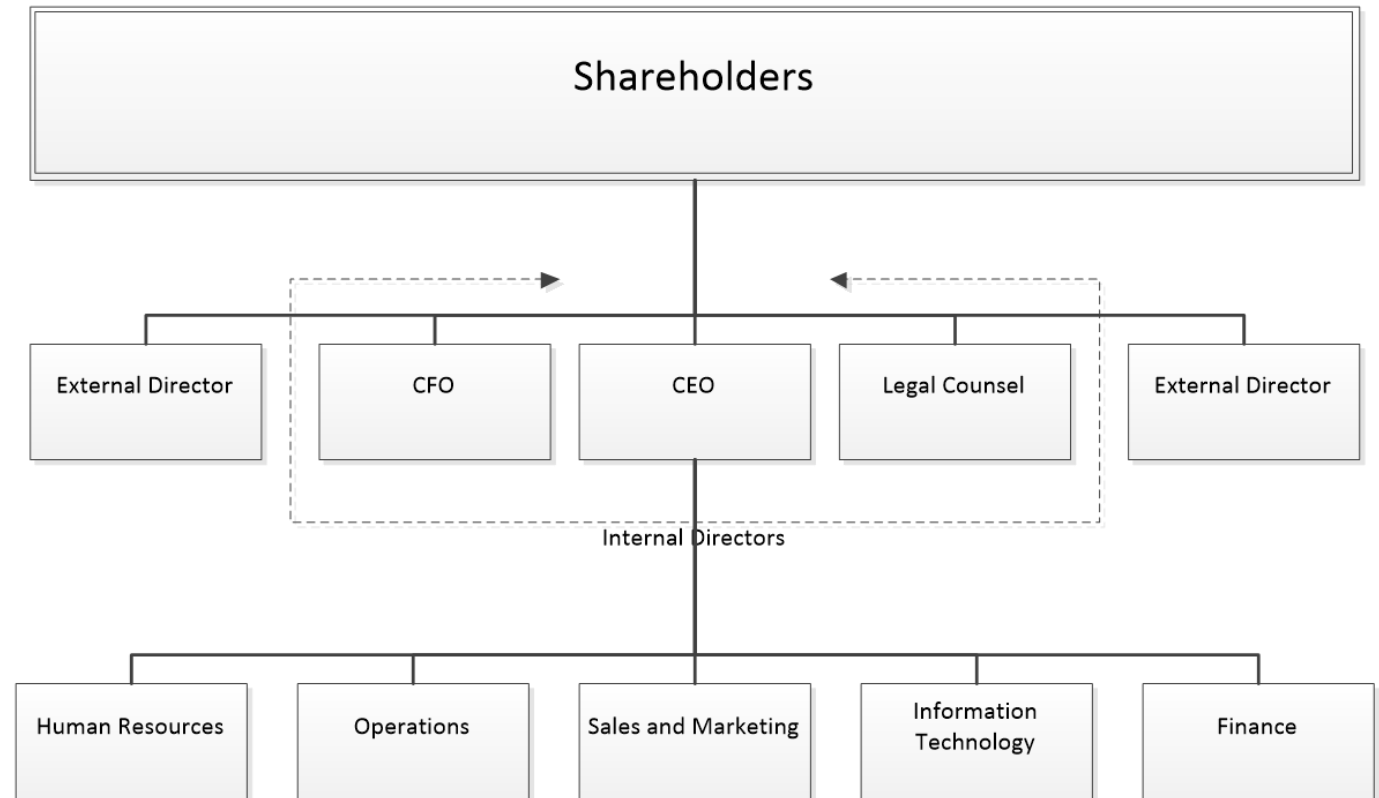 Shareholders
External Director
CFO
CEO
Legal Counsel
External Director
Internal Directors
Human Resources
Operations
Sales and Marketing
Information
Technology
Finance